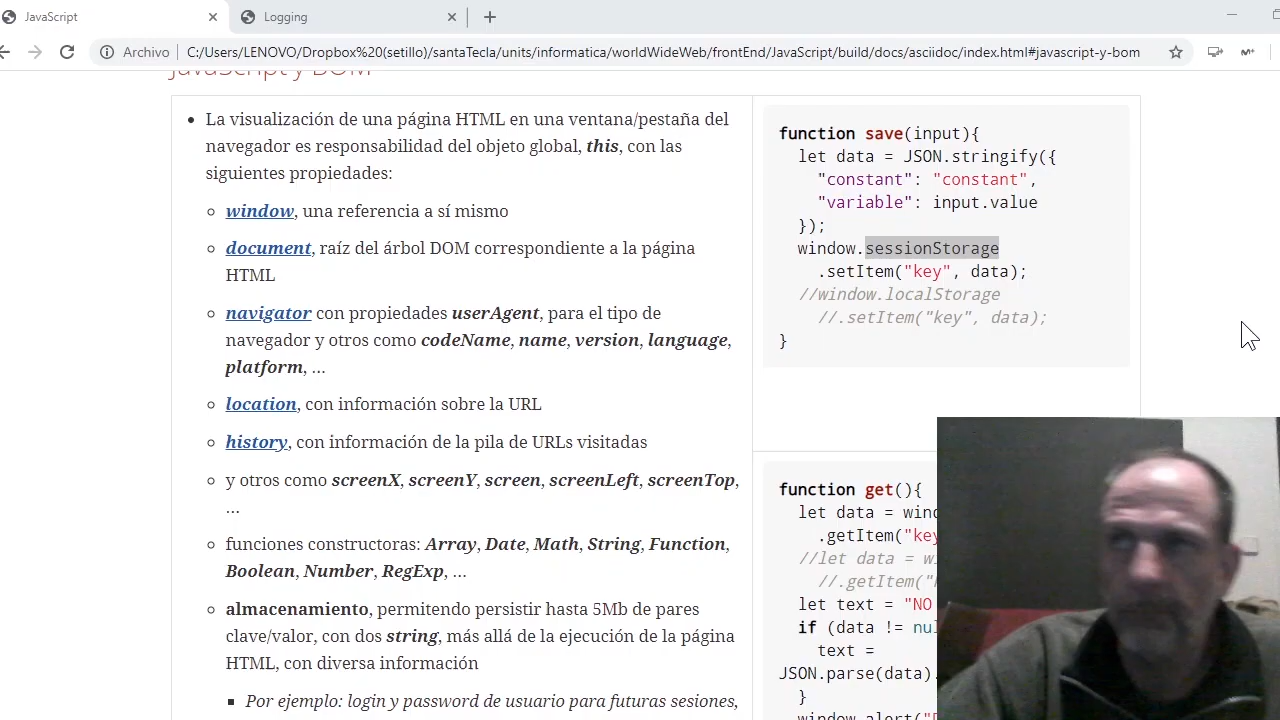 JavaScript
Logging
Archivo
C:/Users/LENOVO/Dropbox%20(setillo)/santaTecla/units/informatica/worldWideWeb/frontEnd/JavaScript/build/docs/asciidoc/index.html#javascript-y-bom
JavaScript y BOM
La visualización de una página HTML en una ventana/pestaña del
navegador es responsabilidad del objeto global, this, con las
siguientes propiedades:
window, una referencia a sí mismo
document, raíz del árbol DOM correspondiente a la página
HTML
navigator con propiedades userAgent, para el tipo de
navegador y otros como codeName, name, version, language,
platform, …
location, con información sobre la URL
history, con información de la pila de URLs visitadas
y otros como screenX, screenY, screen, screenLeft, screenTop,
…
funciones constructoras: Array, Date, Math, String, Function,
Boolean, Number, RegExp, …
almacenamiento, permitendo persistir hasta 5Mb de pares
clave/valor, con dos string, más allá de la ejecución de la página
HTML, con diversa información
Por ejemplo: login y password de usuario para futuras sesiones,
function save(input){
let data = JSON.stringify({
"constant": "constant",
"variable": input.value
});
window.sessionStorage
.setItem("key", data);
//window.localStorage
//.setItem("key", data);
}
function get(){
let data =
.getItem("key
//let data =
//.getItem(
let text = "NO
if (data !=
text =
JSON.parse(data).
}
window.alert(